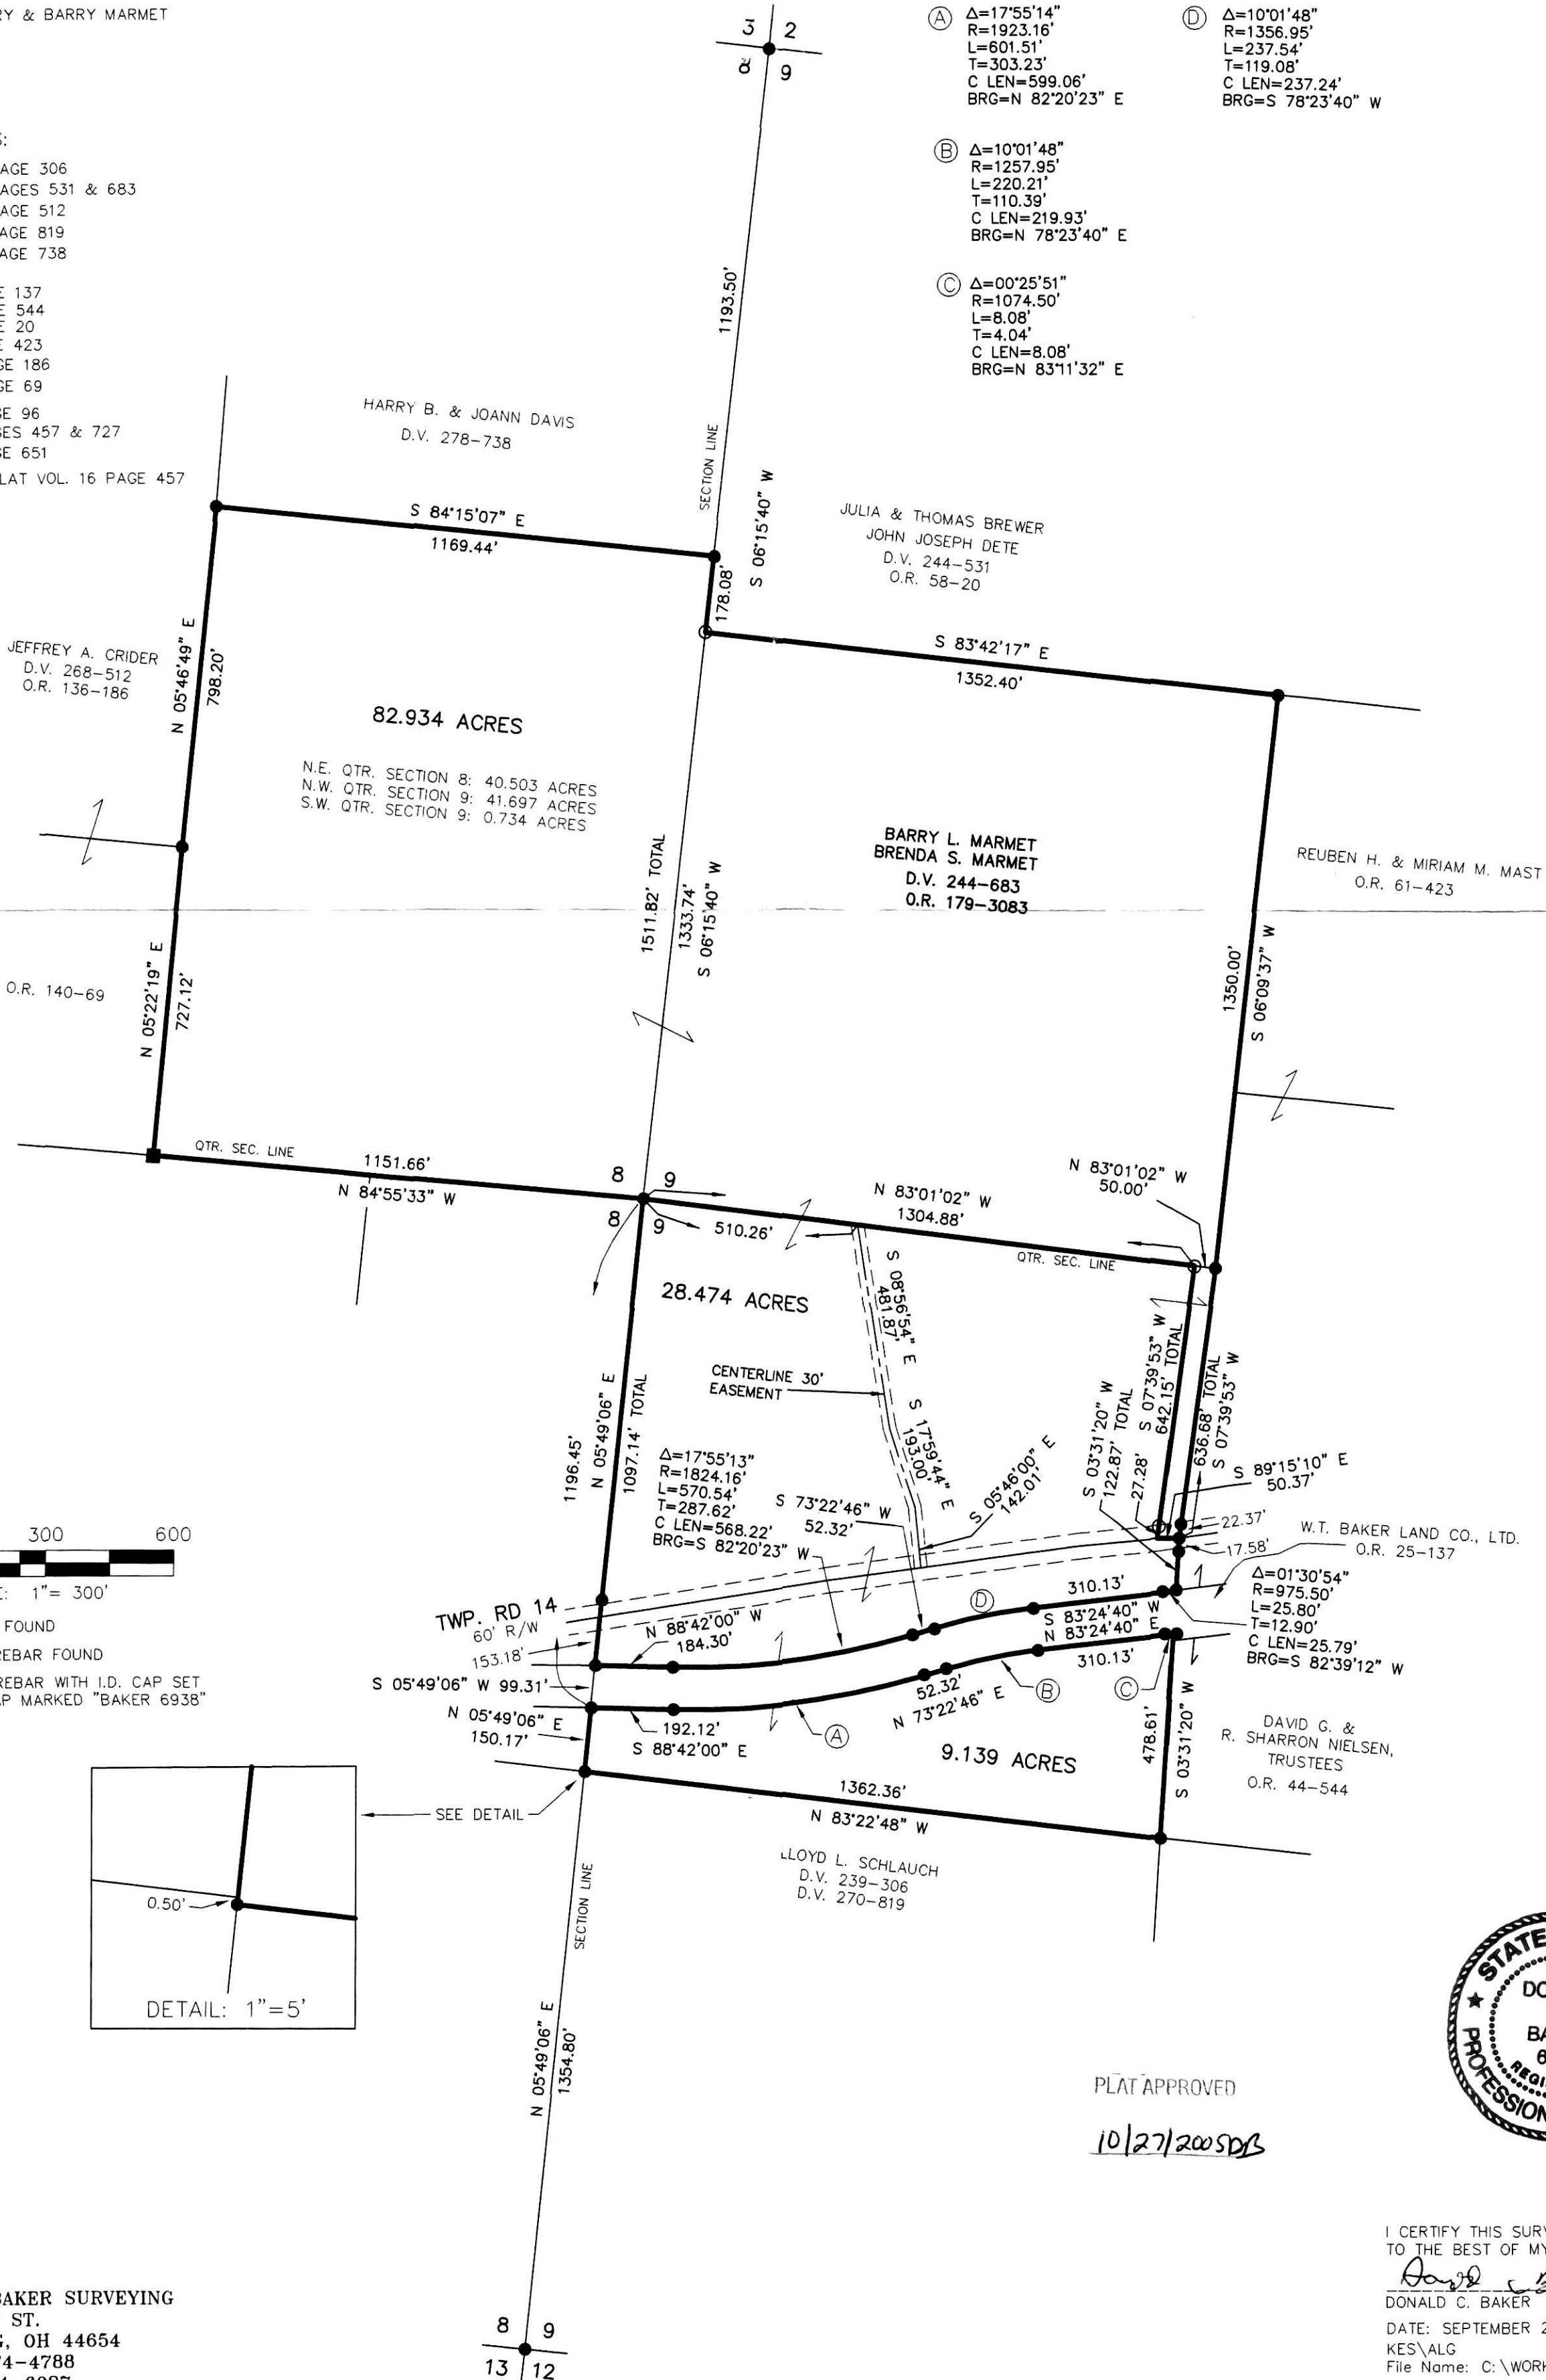 RY & BARRY MARMET
S:
AGE 306
AGES 531 & 683
AGE 512
AGE 819
AGE 738
E 137
E 544
E 20
E 423
GE 186
GE 69
GE 96
GES 457 & 727
GE 651
LAT VOL. 16 PAGE 457
3 2
8 9
A Δ=17°55'14"
R=1923.16'
L=601.51'
T=303.23'
C LEN=599.06'
BRG=N 82°20'23" E
D Δ=10°01'48"
R=1356.95'
L=237.54'
T=119.08'
C LEN=237.24'
BRG=S 78°23'40" W
B Δ=10°01'48"
R=1257.95'
L=220.21'
T=110.39'
C LEN=219.93'
BRG=N 78°23'40" E
C Δ=00°25'51"
R=1074.50'
L=8.08'
T=4.04'
C LEN=8.08'
BRG=N 83°11'32" E
1193.50'
SECTION LINE
HARRY B. & JOANN DAVIS
D.V. 278-738
S 84°15'07" E
1169.44'
178.08'
S 06°15'40" W
JULIA & THOMAS BREWER
JOHN JOSEPH DETE
D.V. 244-531
O.R. 58-20
S 83°42'17" E
1352.40'
JEFFREY A. CRIDER
D.V. 268-512
O.R. 136-186
N 05°46'49" E
798.20'
82.934 ACRES
N.E. QTR. SECTION 8: 40.503 ACRES
N.W. QTR. SECTION 9: 41.697 ACRES
S.W. QTR. SECTION 9: 0.734 ACRES
BARRY L. MARMET
BRENDA S. MARMET
D.V. 244-683
O.R. 179-3083
REUBEN H. & MIRIAM M. MAST
O.R. 61-423
1511.82' TOTAL
1333.74'
S 06°15'40" W
1350.00'
S 06°09'37" W
O.R. 140-69
N 05°22'19" E
727.12'
QTR. SEC. LINE
1151.66'
N 84°55'33" W
8 9
8 9
510.26'
N 83°01'02" W
1304.88'
QTR. SEC. LINE
N 83°01'02" W
50.00'
28.474 ACRES
S 08°56'54" E
481.87'
CENTERLINE 30'
EASEMENT
S 17°59'44" E
193.00'
S 05°46'00" E
142.01'
1196.45'
N 05°49'06" E
1097.14' TOTAL
Δ=17°55'13"
R=1824.16'
L=570.54'
T=287.62'
C LEN=568.22'
BRG=S 82°20'23" W
S 73°22'46" W
52.32'
S 03°31'20" W
122.87' TOTAL
27.28'
S 07°39'53" W
642.15' TOTAL
636.68' TOTAL
S 07°39'53" W
S 89°15'10" E
50.37'
22.37'
17.58'
W.T. BAKER LAND CO., LTD.
O.R. 25-137
Δ=01°30'54"
R=975.50'
L=25.80'
T=12.90'
C LEN=25.79'
BRG=S 82°39'12" W
TWP. RD 14
60' R/W
153.18'
N 88°42'00" W
184.30'
D
310.13'
S 83°24'40" W
N 83°24'40" E
310.13'
S 05°49'06" W 99.31'
N 05°49'06" E
150.17'
192.12'
S 88°42'00" E
A
52.32'
N 73°22'46" E
B
C
9.139 ACRES
478.61'
S 03°31'20" W
DAVID G. &
R. SHARRON NIELSEN,
TRUSTEES
O.R. 44-544
1362.36'
N 83°22'48" W
LLOYD L. SCHLAUCH
D.V. 239-306
D.V. 270-819
300 600
E: 1"= 300'
FOUND
REBAR FOUND
REBAR WITH I.D. CAP SET
AP MARKED "BAKER 6938"
SEE DETAIL
0.50'
DETAIL: 1"=5'
SECTION LINE
N 05°49'06" E
1354.80'
PLAT APPROVED
10/27/2005DB
STATE
DO
BA
6
REGI
PROFESSION
8 9
13 12
BAKER SURVEYING
ST.
G, OH 44654
74-4788
I CERTIFY THIS SURV
TO THE BEST OF MY
DONALD C. BAKER
DATE: SEPTEMBER 2
KES\ALG
File Name: C:\WORK